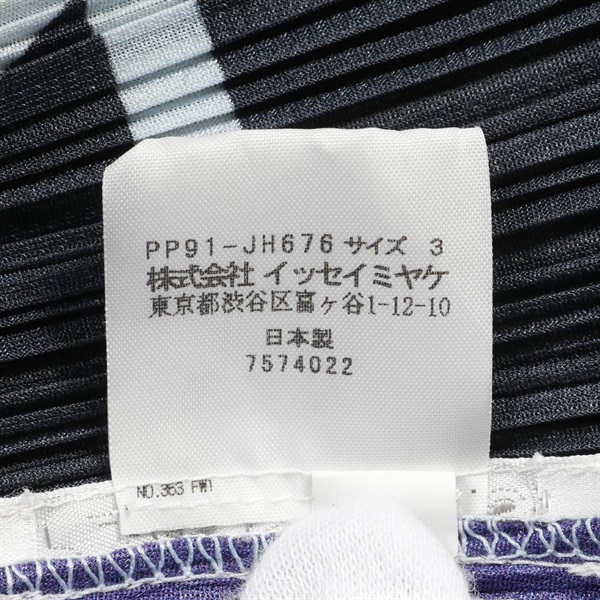 PP91-JH676 サイズ 3
株式会社 イッセイミヤケ
東京都渋谷区富ヶ谷1-12-10
日本製
7574022
NO.353 FW1